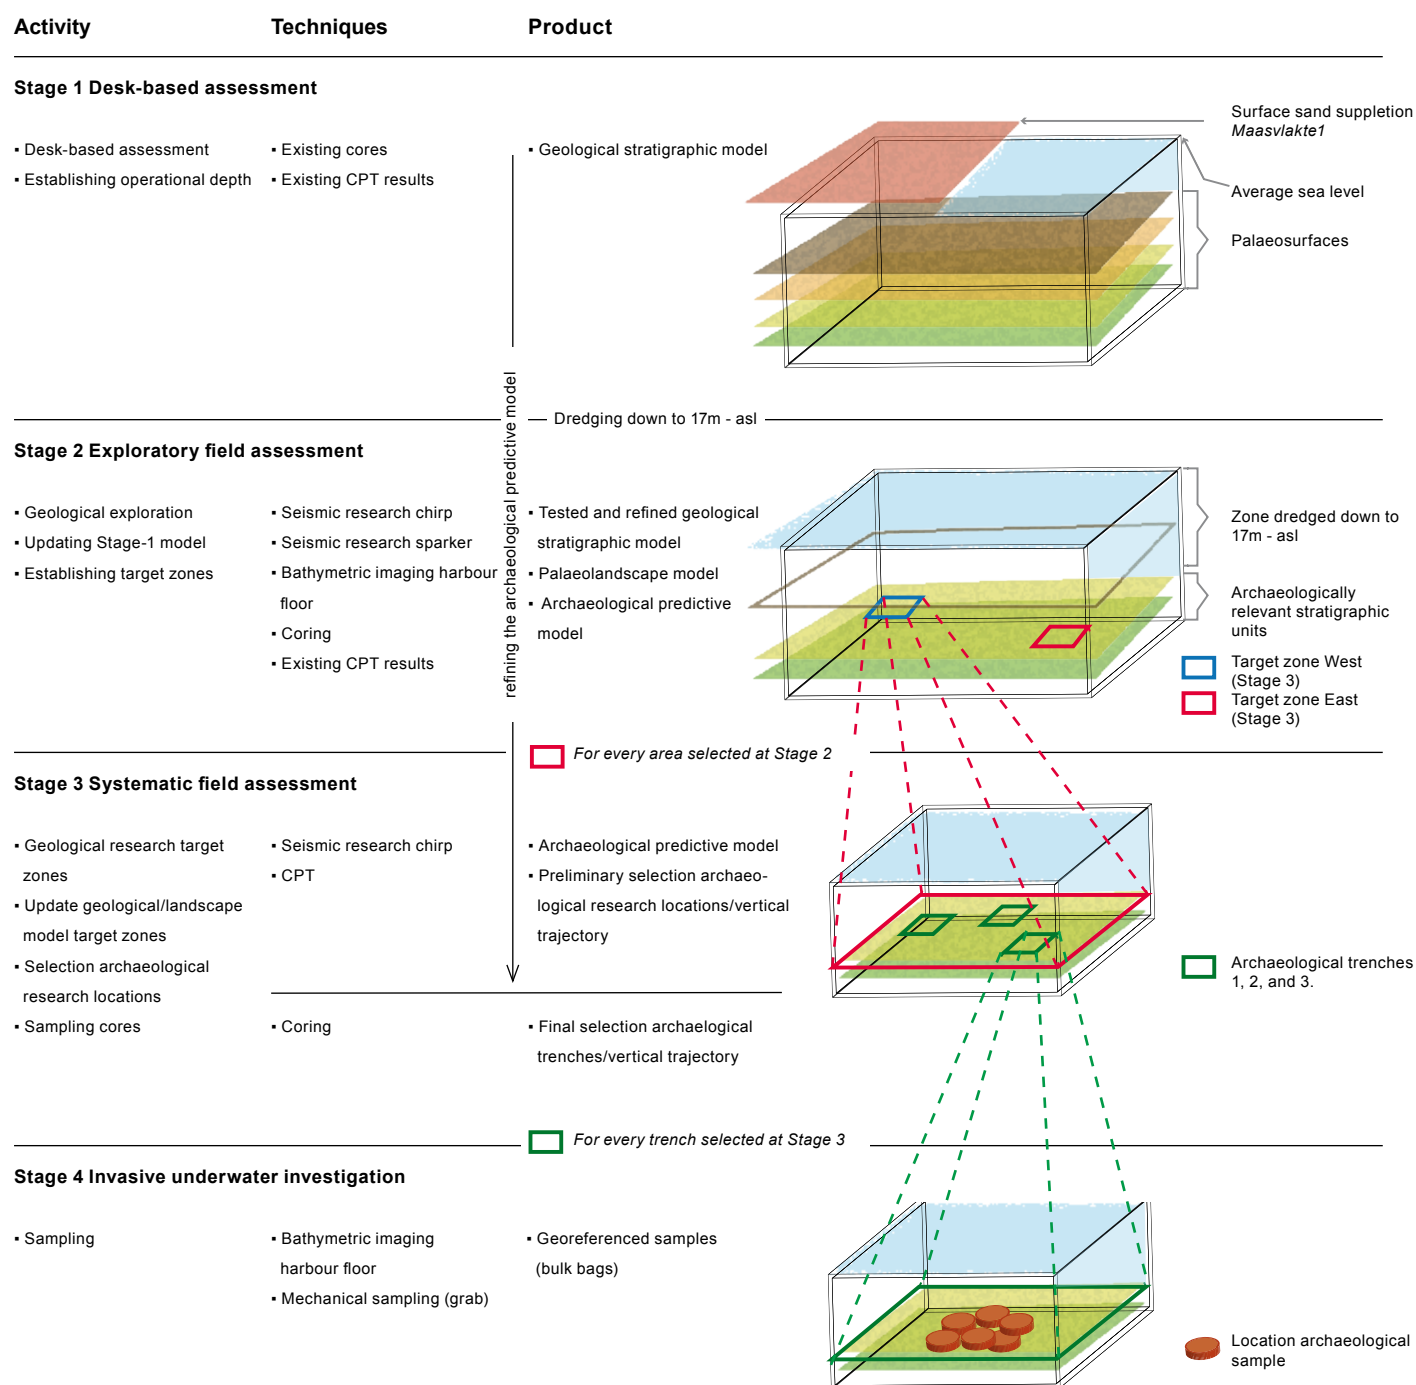 Activity
Techniques
Product
Stage 1 Desk-based assessment
▪ Desk-based assessment
▪ Establishing operational depth
▪ Existing cores
▪ Existing CPT results
▪ Geological stratigraphic model
Surface sand suppletion
Maasvlakte1
Average sea level
Palaeosurfaces
refining the archaeological predictive model
Dredging down to 17m - asl
Stage 2 Exploratory field assessment
▪ Geological exploration
▪ Updating Stage-1 model
▪ Establishing target zones
▪ Seismic research chirp
▪ Seismic research sparker
▪ Bathymetric imaging harbour
floor
▪ Coring
▪ Existing CPT results
▪ Tested and refined geological
stratigraphic model
▪ Palaeolandscape model
▪ Archaeological predictive
model
Zone dredged down to
17m - asl
Archaeologically
relevant stratigraphic
units
Target zone West
(Stage 3)
Target zone East
(Stage 3)
For every area selected at Stage 2
Stage 3 Systematic field assessment
▪ Geological research target
zones
▪ Update geological/landscape
model target zones
▪ Selection archaeological
research locations
▪ Sampling cores
▪ Seismic research chirp
▪ CPT
▪ Coring
▪ Archaeological predictive model
▪ Preliminary selection archaeo-
logical research locations/vertical
trajectory
▪ Final selection archaelogical
trenches/vertical trajectory
Archaeological trenches
1, 2, and 3.
For every trench selected at Stage 3
Stage 4 Invasive underwater investigation
▪ Sampling
▪ Bathymetric imaging
harbour floor
▪ Mechanical sampling (grab)
▪ Georeferenced samples
(bulk bags)
Location archaeological
sample